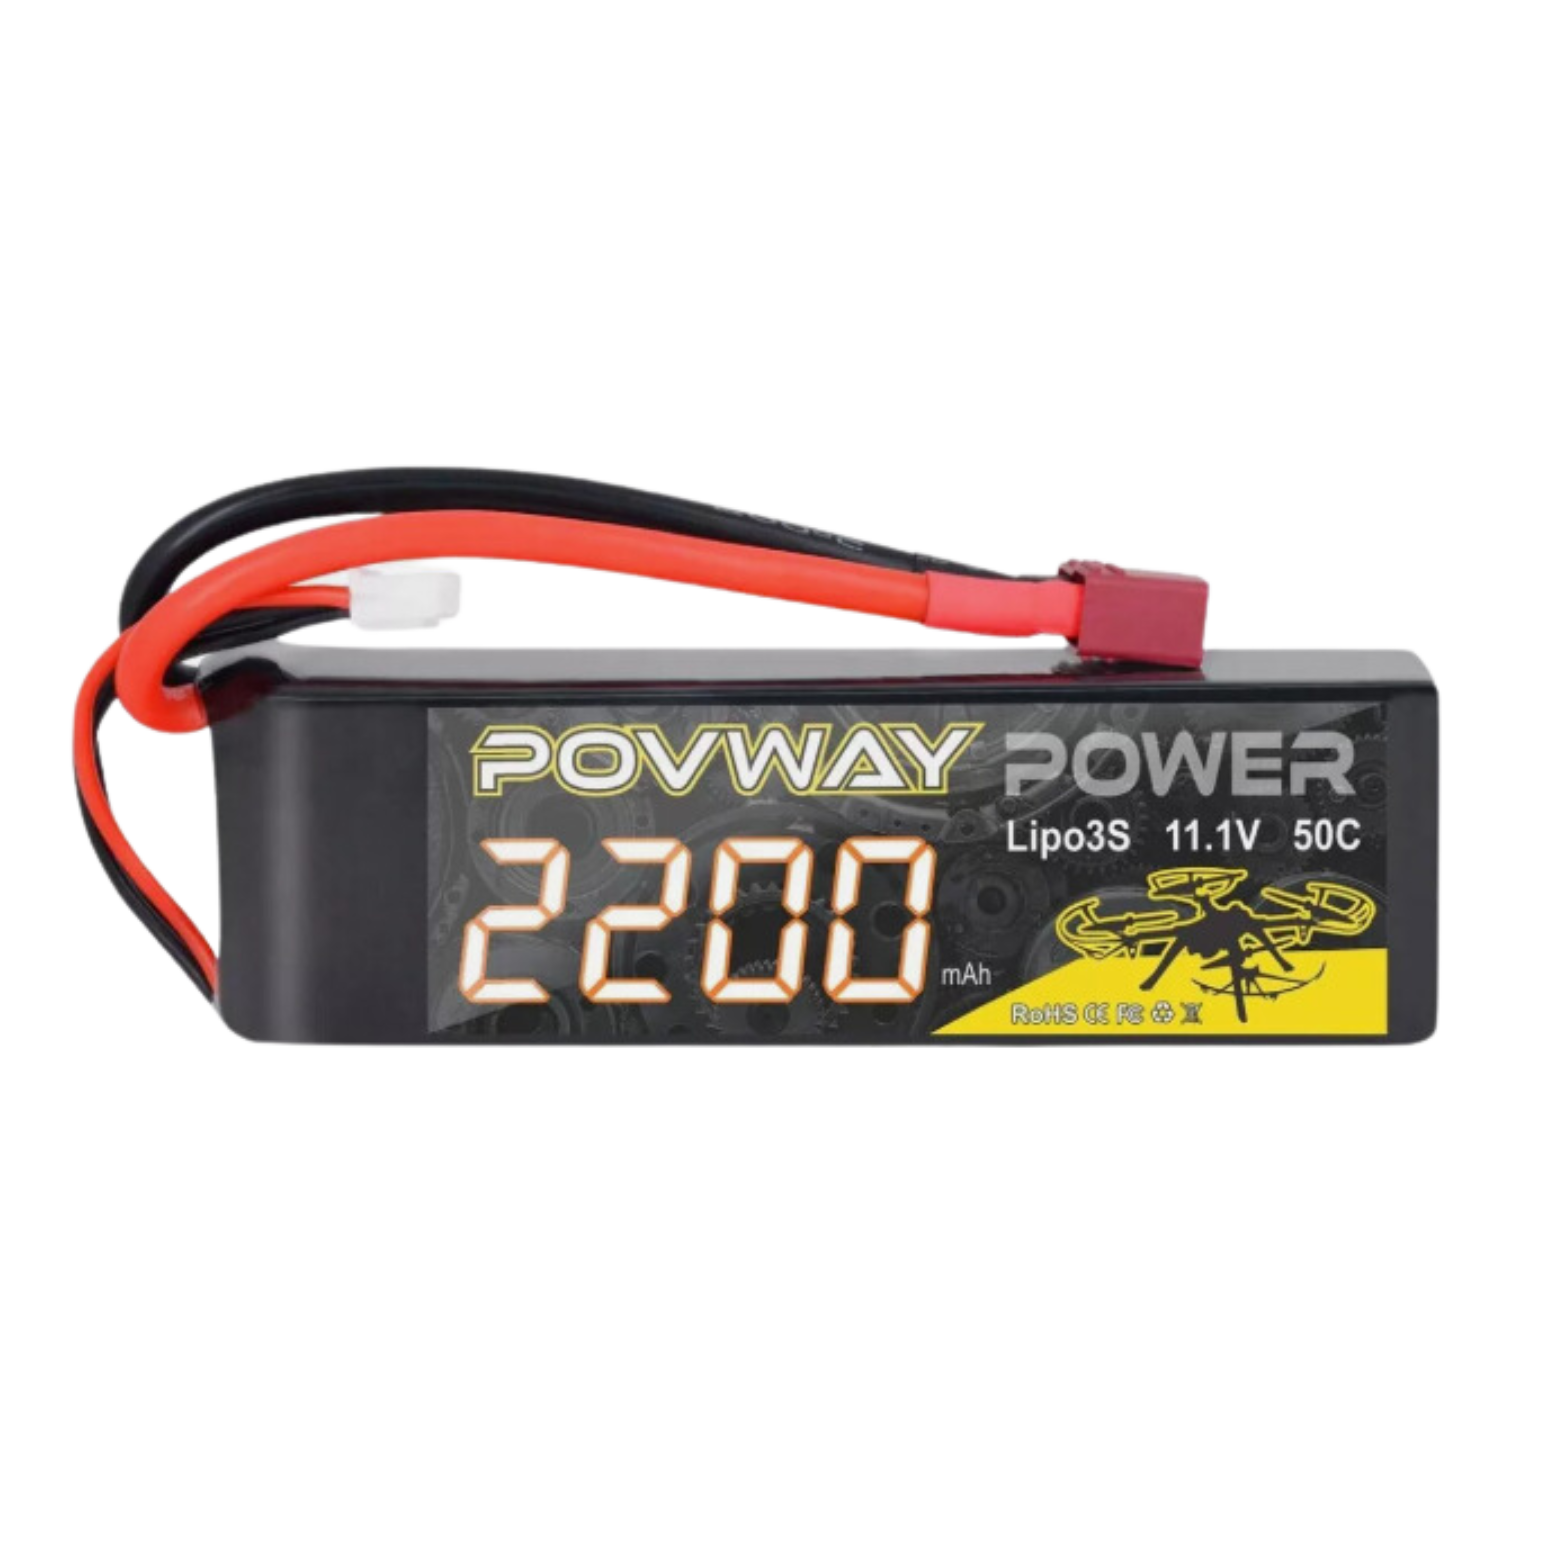 POVWAY POWER
Lipo3S 11.1V 50C
2200 mAh
RoHS CE FC